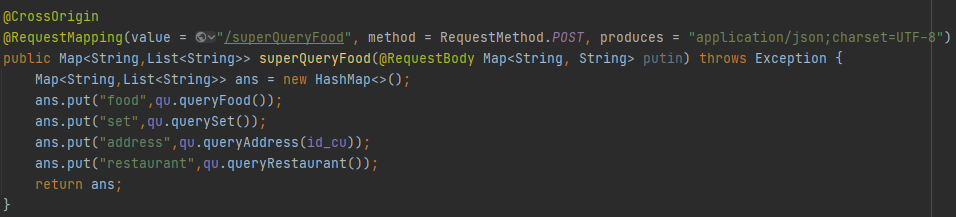 @CrossOrigin
@RequestMapping(value = "/superQueryFood", method = RequestMethod.POST, produces = "application/json;charset=UTF-8")
public Map<String,List<String>> superQueryFood(@RequestBody Map<String, String> putin) throws Exception {
    Map<String,List<String>> ans = new HashMap<>();
    ans.put("food",qu.queryFood());
    ans.put("set",qu.querySet());
    ans.put("address",qu.queryAddress(id_cu));
    ans.put("restaurant",qu.queryRestaurant());
    return ans;
}